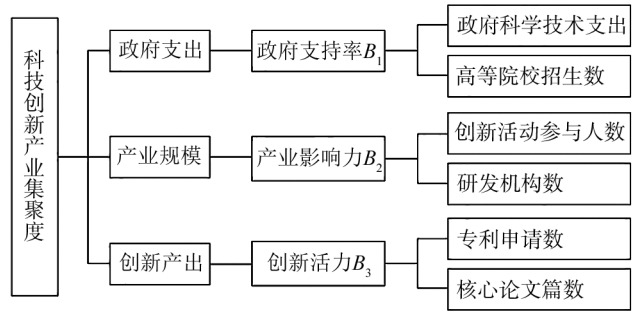 科技创新产业集聚度
政府支出
政府支持率B₁
政府科学技术支出
高等院校招生数
产业规模
产业影响力B₂
创新活动参与人数
研发机构数
创新产出
创新活力B₃
专利申请数
核心论文篇数